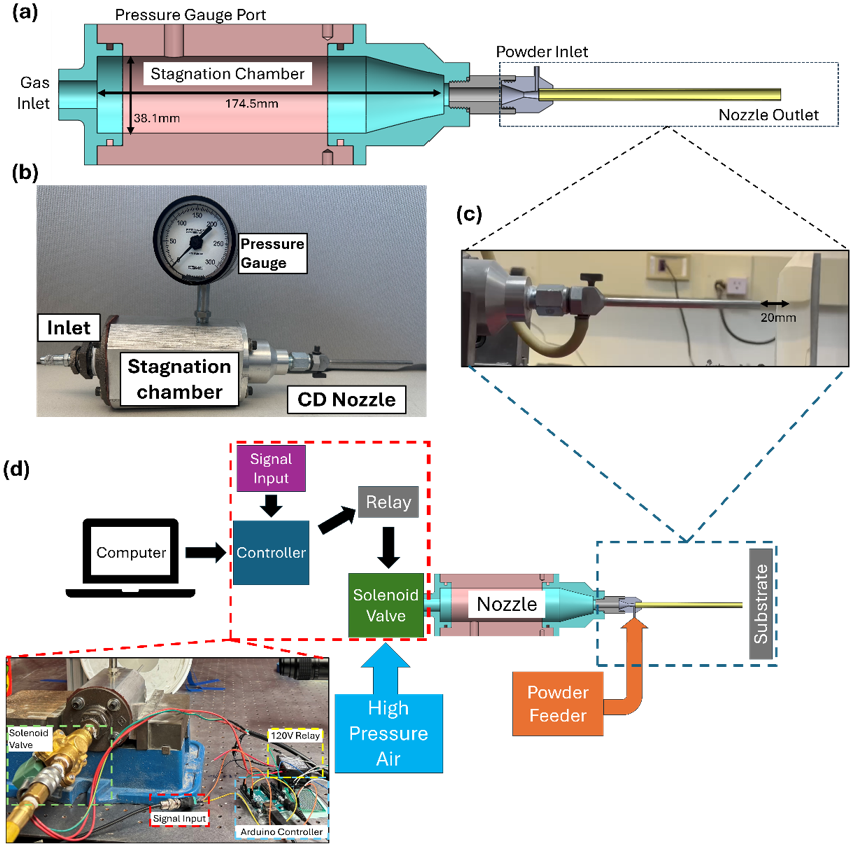 (a)
Pressure Gauge Port
Powder Inlet
Stagnation Chamber
Gas
Inlet
174.5mm
38.1mm
Nozzle Outlet
(b)
150
100
200
50
250
0
300
Pressure
Gauge
Inlet
Stagnation
chamber
CD Nozzle
(c)
20mm
(d)
Signal
Input
Relay
Computer
Controller
Solenoid
Valve
Nozzle
Substrate
High
Pressure
Air
Powder
Feeder
Solenoid
Valve
120V Relay
Signal Input
Arduino Controller